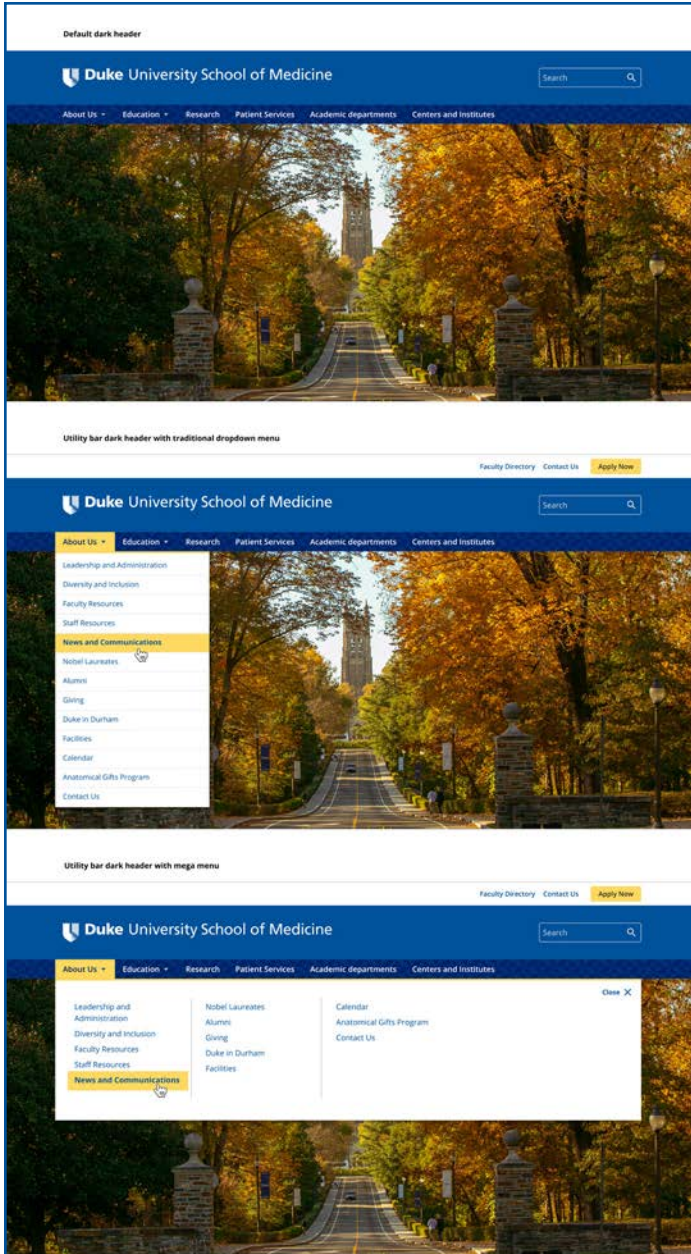 Default dark header
Duke University School of Medicine
Search
About Us Education Research Patient Services Academic departments Centers and Institutes
Utility bar dark header with traditional dropdown menu
Faculty Directory Contact Us Apply Now
Duke University School of Medicine
Search
About Us Education Research Patient Services Academic departments Centers and Institutes
Leadership and Administration
Diversity and Inclusion
Faculty Resources
Staff Resources
News and Communications
Nobel Laureates
Alumni
Giving
Duke in Durham
Facilities
Calendar
Anatomical Gifts Program
Contact Us
Utility bar dark header with mega menu
Faculty Directory Contact Us Apply Now
Duke University School of Medicine
Search
About Us Education Research Patient Services Academic departments Centers and Institutes
Close X
Leadership and
Administration
Diversity and Inclusion
Faculty Resources
Staff Resources
News and Communications
Nobel Laureates
Alumni
Giving
Duke in Durham
Facilities
Calendar
Anatomical Gifts Program
Contact Us